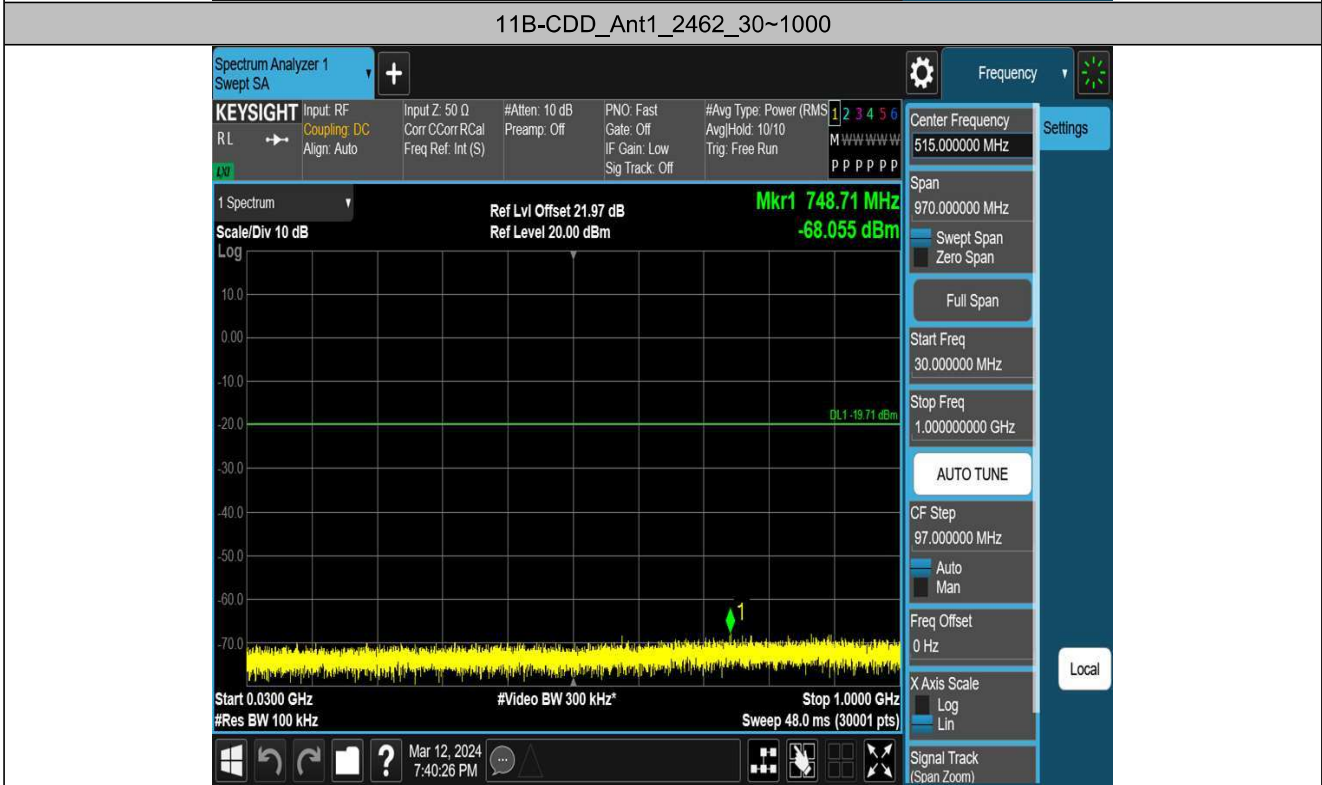 11B-CDD_Ant1_2462_30~1000
Spectrum Analyzer 1
Swept SA
+
Frequency
KEYSIGHT
RL
LXI
Input: RF
Coupling: DC
Align: Auto
Input Z: 50 Ω
Corr CCorr RCal
Freq Ref: Int (S)
#Atten: 10 dB
Preamp: Off
PNO: Fast
Gate: Off
IF Gain: Low
Sig Track: Off
#Avg Type: Power (RMS
Avg|Hold: 10/10
Trig: Free Run
1 2 3 4 5 6
M W W W W W
P P P P P P
1 Spectrum
Scale/Div 10 dB
Log
Ref Lvl Offset 21.97 dB
Ref Level 20.00 dBm
Mkr1 748.71 MHz
-68.055 dBm
10.0
0.00
-10.0
DL1 -19.71 dBm
-20.0
-30.0
-40.0
-50.0
-60.0
1
-70.0
Start 0.0300 GHz
#Res BW 100 kHz
#Video BW 300 kHz*
Stop 1.0000 GHz
Sweep 48.0 ms (30001 pts)
Mar 12, 2024
7:40:26 PM
?
Center Frequency
515.000000 MHz
Settings
Span
970.000000 MHz
Swept Span
Zero Span
Full Span
Start Freq
30.000000 MHz
Stop Freq
1.000000000 GHz
AUTO TUNE
CF Step
97.000000 MHz
Auto
Man
Freq Offset
0 Hz
X Axis Scale
Log
Lin
Local
Signal Track
(Span Zoom)